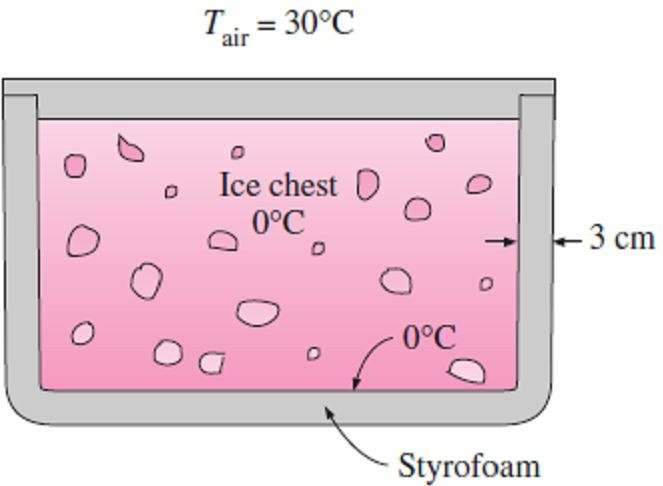 T_air = 30°C
Ice chest
0°C
3 cm
0°C
Styrofoam